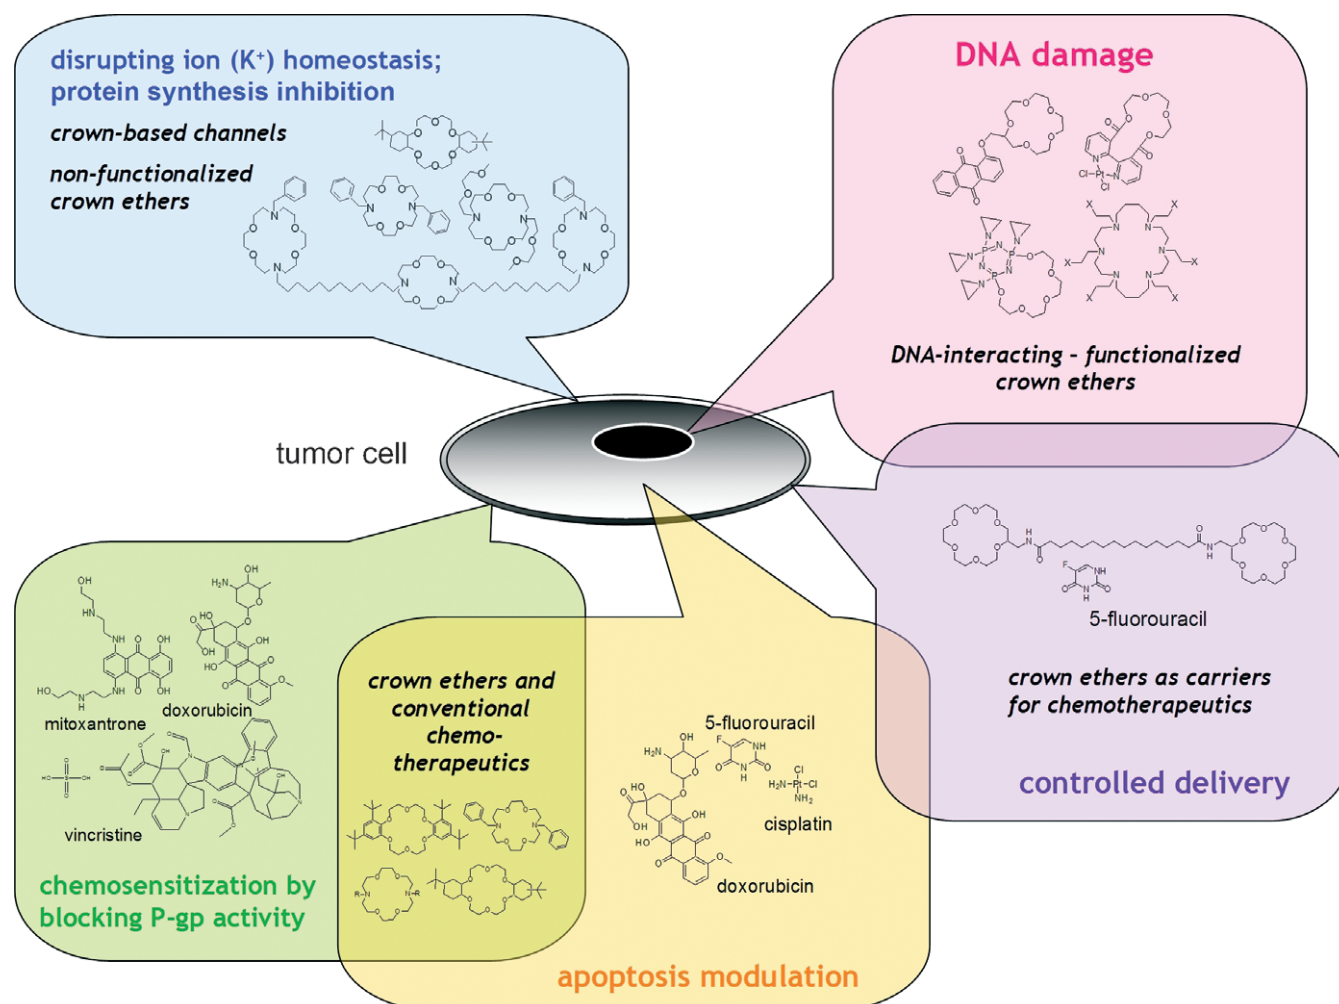 disrupting ion (K⁺) homeostasis;
protein synthesis inhibition
crown-based channels
non-functionalized
crown ethers
DNA damage
DNA-interacting – functionalized
crown ethers
tumor cell
5-fluorouracil
crown ethers as carriers
for chemotherapeutics
controlled delivery
mitoxantrone
doxorubicin
vincristine
chemosensitization by
blocking P-gp activity
crown ethers and
conventional
chemo-
therapeutics
5-fluorouracil
cisplatin
doxorubicin
apoptosis modulation